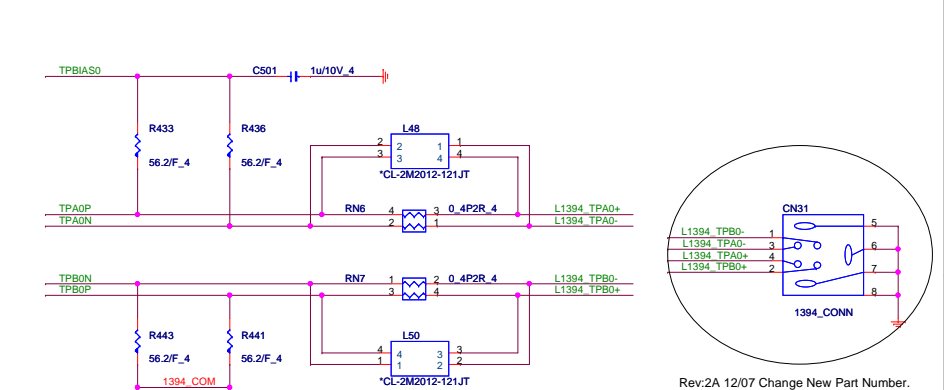 TPBIAS0 C501 1u/10V_4
R433 R436 L48
56.2/F_4 56.2/F_4
2 2 1 1
3 3 4 4
*CL-2M2012-121JT
TPA0P RN6 4 3 0_4P2R_4 L1394_TPA0+
TPA0N 2 1 L1394_TPA0-
TPB0N RN7 1 2 0_4P2R_4 L1394_TPB0-
TPB0P 3 4 L1394_TPB0+
R443 R441 L50
56.2/F_4 56.2/F_4
4 4 3 3
1 1 2 2
1394_COM
*CL-2M2012-121JT
CN31
L1394_TPB0- 1 5
L1394_TPA0- 3 6
L1394_TPA0+ 4
L1394_TPB0+ 2 7
8
1394_CONN
Rev:2A 12/07 Change New Part Number.